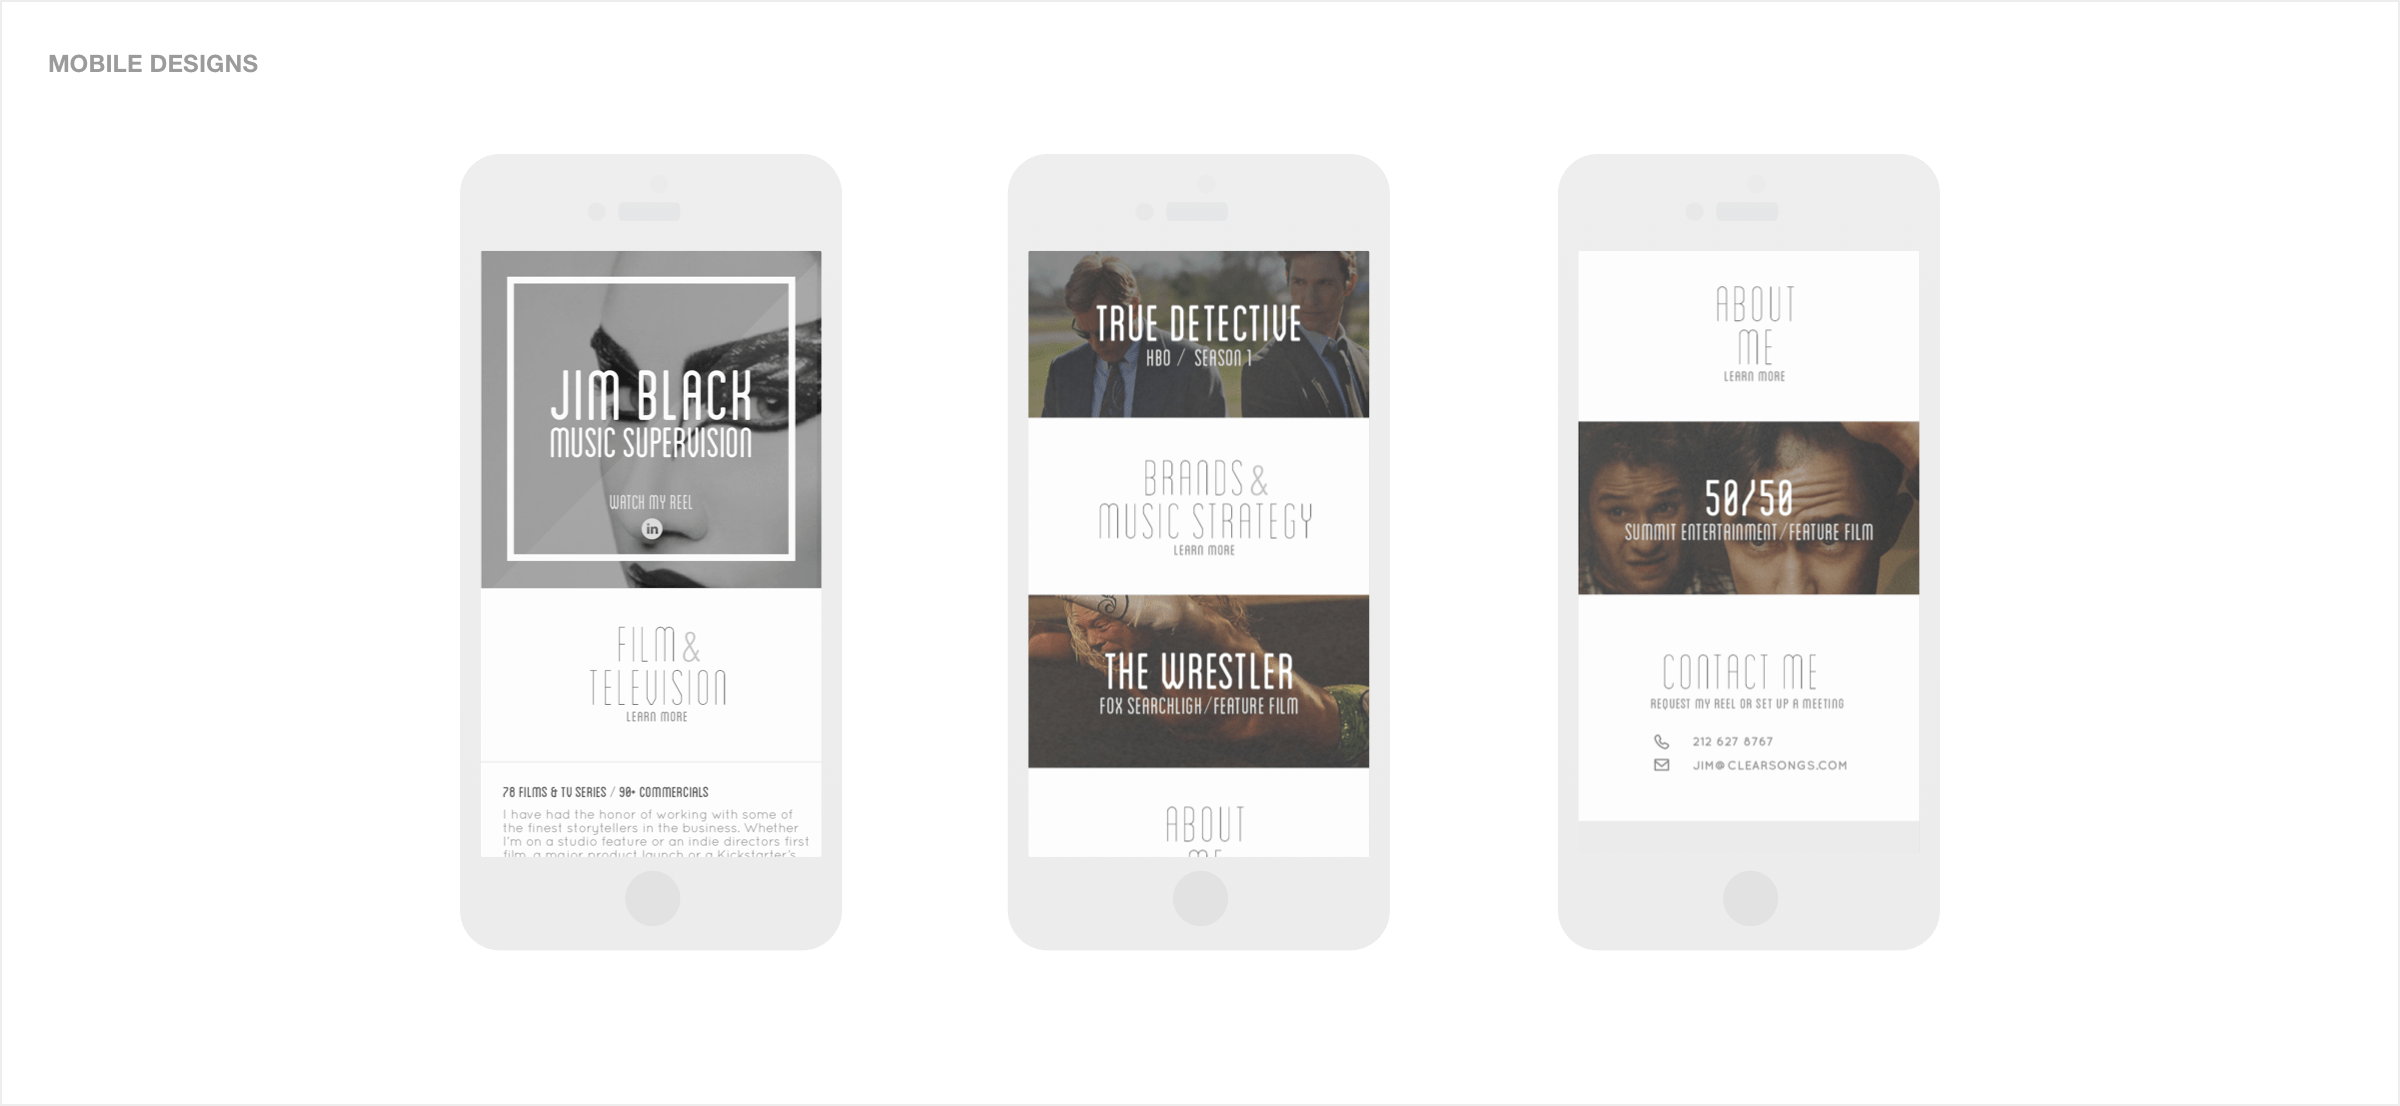 MOBILE DESIGNS
JIM BLACK
MUSIC SUPERVISION
WATCH MY REEL
in
FILM &
TELEVISION
LEARN MORE
78 FILMS & TV SERIES / 90+ COMMERCIALS
I have had the honor of working with some of
the finest storytellers in the business. Whether
I'm on a studio feature or an indie directors first
film, a major product launch or a Kickstarter's
TRUE DETECTIVE
HBO / SEASON 1
BRANDS &
MUSIC STRATEGY
LEARN MORE
THE WRESTLER
FOX SEARCHLIGH/FEATURE FILM
ABOUT
ME
ABOUT
ME
LEARN MORE
50/50
SUMMIT ENTERTAINMENT/FEATURE FILM
CONTACT ME
REQUEST MY REEL OR SET UP A MEETING
212 627 8767
JIM@CLEARSONGS.COM